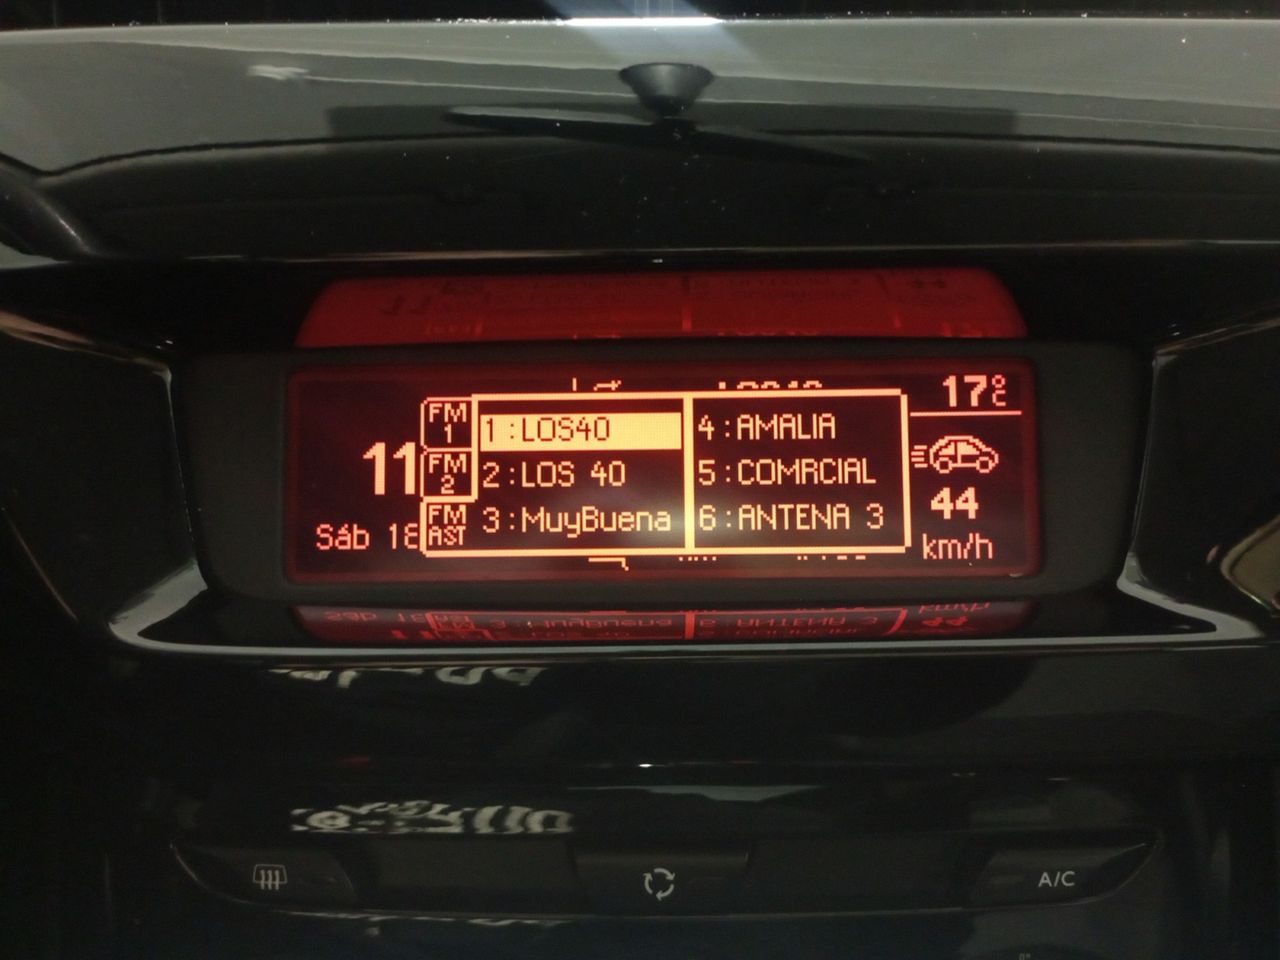 17°C
11
Sáb 18
FM 1
FM 2
FM AST
1:LOS40
2:LOS 40
3:MuyBuena
4:AMALIA
5:COMRCIAL
6:ANTENA 3
44
km/h
A/C